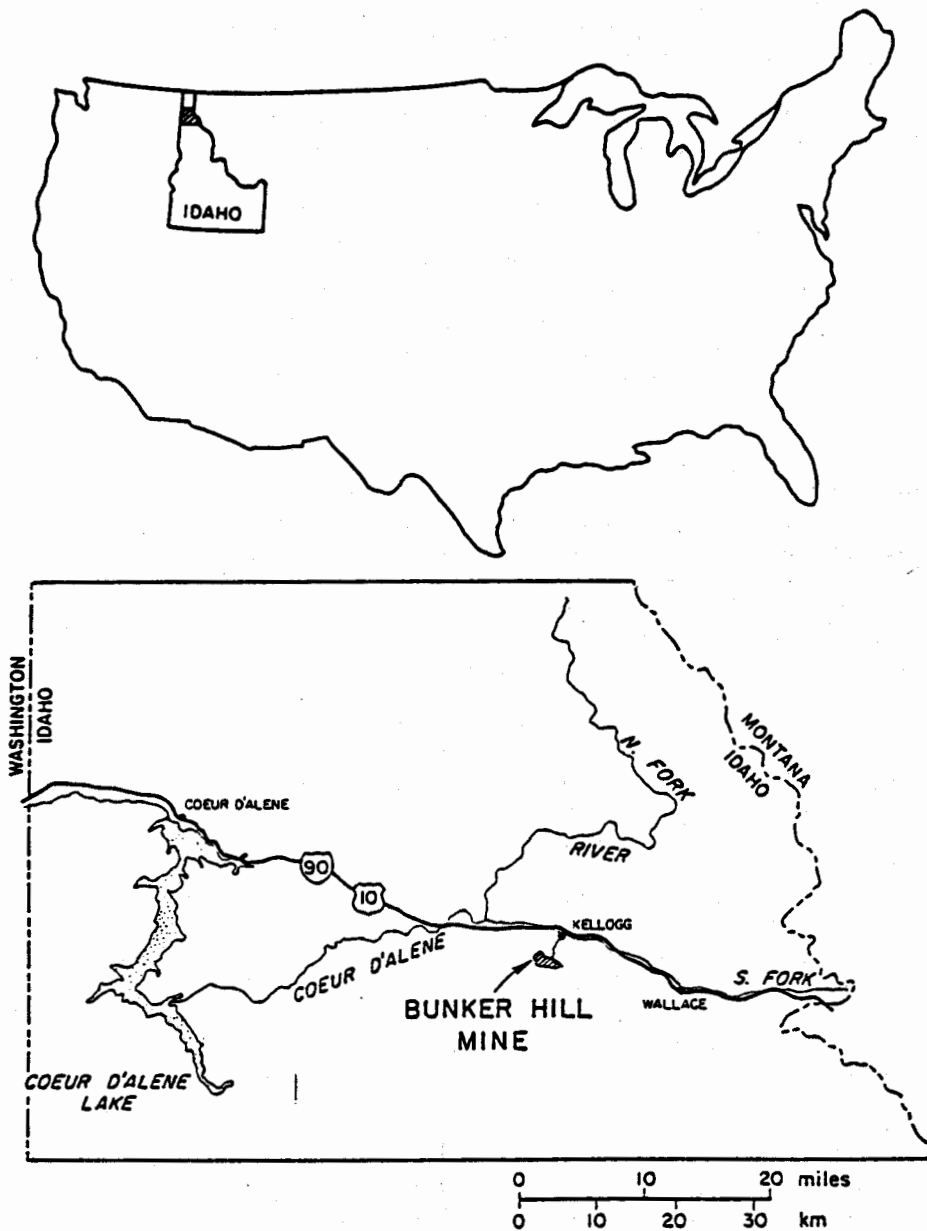 IDAHO
WASHINGTON
IDAHO
MONTANA
IDAHO
N. FORK
RIVER
COEUR D'ALENE
90
10
KELLOGG
COEUR D'ALENE
S. FORK
WALLACE
BUNKER HILL
MINE
COEUR D'ALENE
LAKE
0 10 20 miles
0 10 20 30 km